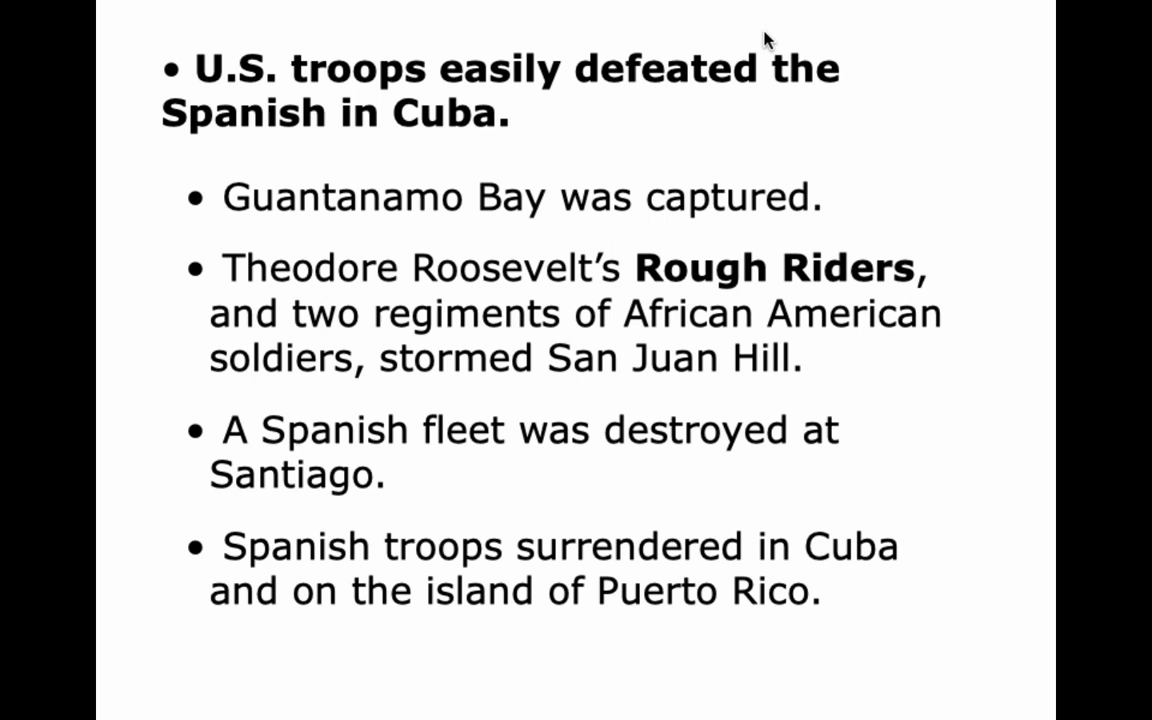 • U.S. troops easily defeated the
Spanish in Cuba.
• Guantanamo Bay was captured.
• Theodore Roosevelt’s Rough Riders,
and two regiments of African American
soldiers, stormed San Juan Hill.
• A Spanish fleet was destroyed at
Santiago.
• Spanish troops surrendered in Cuba
and on the island of Puerto Rico.